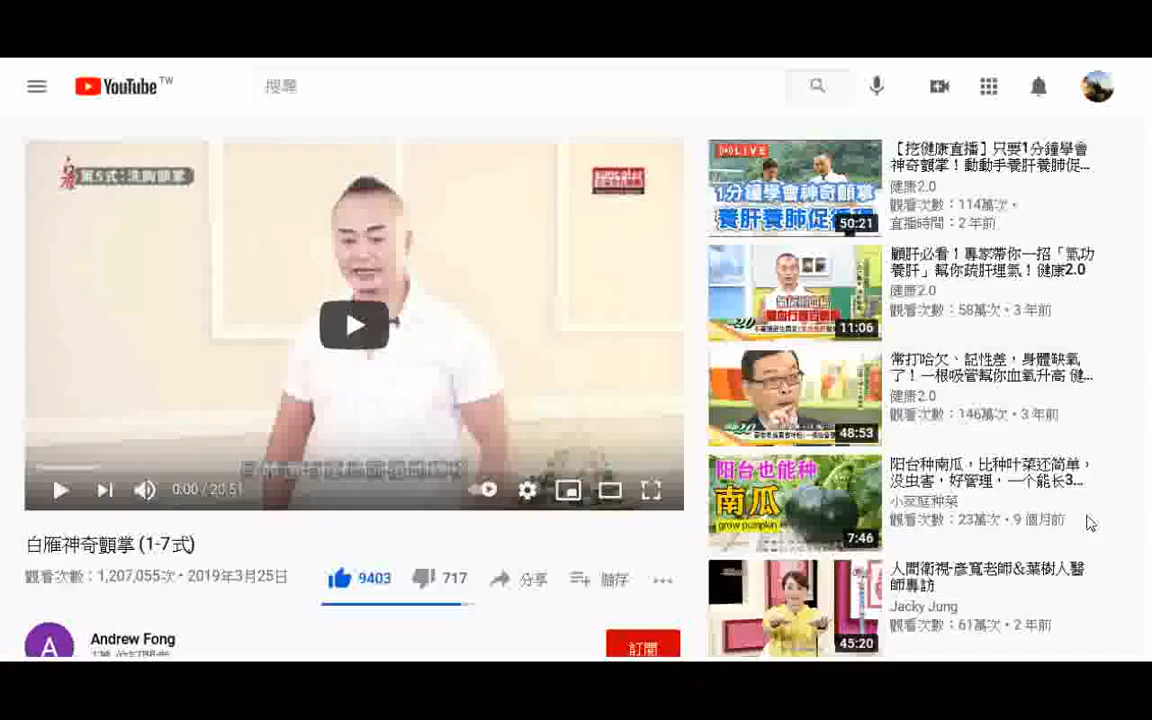 YouTube TW
搜尋
第5式:洗胸顫掌
0:00 / 20:51
白雁神奇顫掌 (1-7式)
觀看次數：1,207,055次 • 2019年3月25日
9403
717
分享
儲存
A
Andrew Fong
訂閱
LIVE
1分鐘學會神奇顫掌
養肝養肺促循環
50:21
【挖健康直播】只要1分鐘學會
神奇顫掌！動動手養肝養肺促...
健康2.0
觀看次數：114萬次 •
直播時間：2 年前
11:06
顧肝必看！專家帶你一招「氣功
養肝」幫你疏肝理氣！健康2.0
健康2.0
觀看次數：58萬次 • 3 年前
48:53
常打哈欠、記性差，身體缺氧
了！一根吸管幫你血氧升高 健...
健康2.0
觀看次數：146萬次 • 3 年前
阳台也能种
南瓜
grow pumpkin
7:46
阳台种南瓜，比种叶菜还简单，
没虫害，好管理，一个能长3...
小家庭种菜
觀看次數：23萬次 • 9 個月前
45:20
人間衛視-彥寬老師&葉樹人醫
師專訪
Jacky Jung
觀看次數：61萬次 • 2 年前